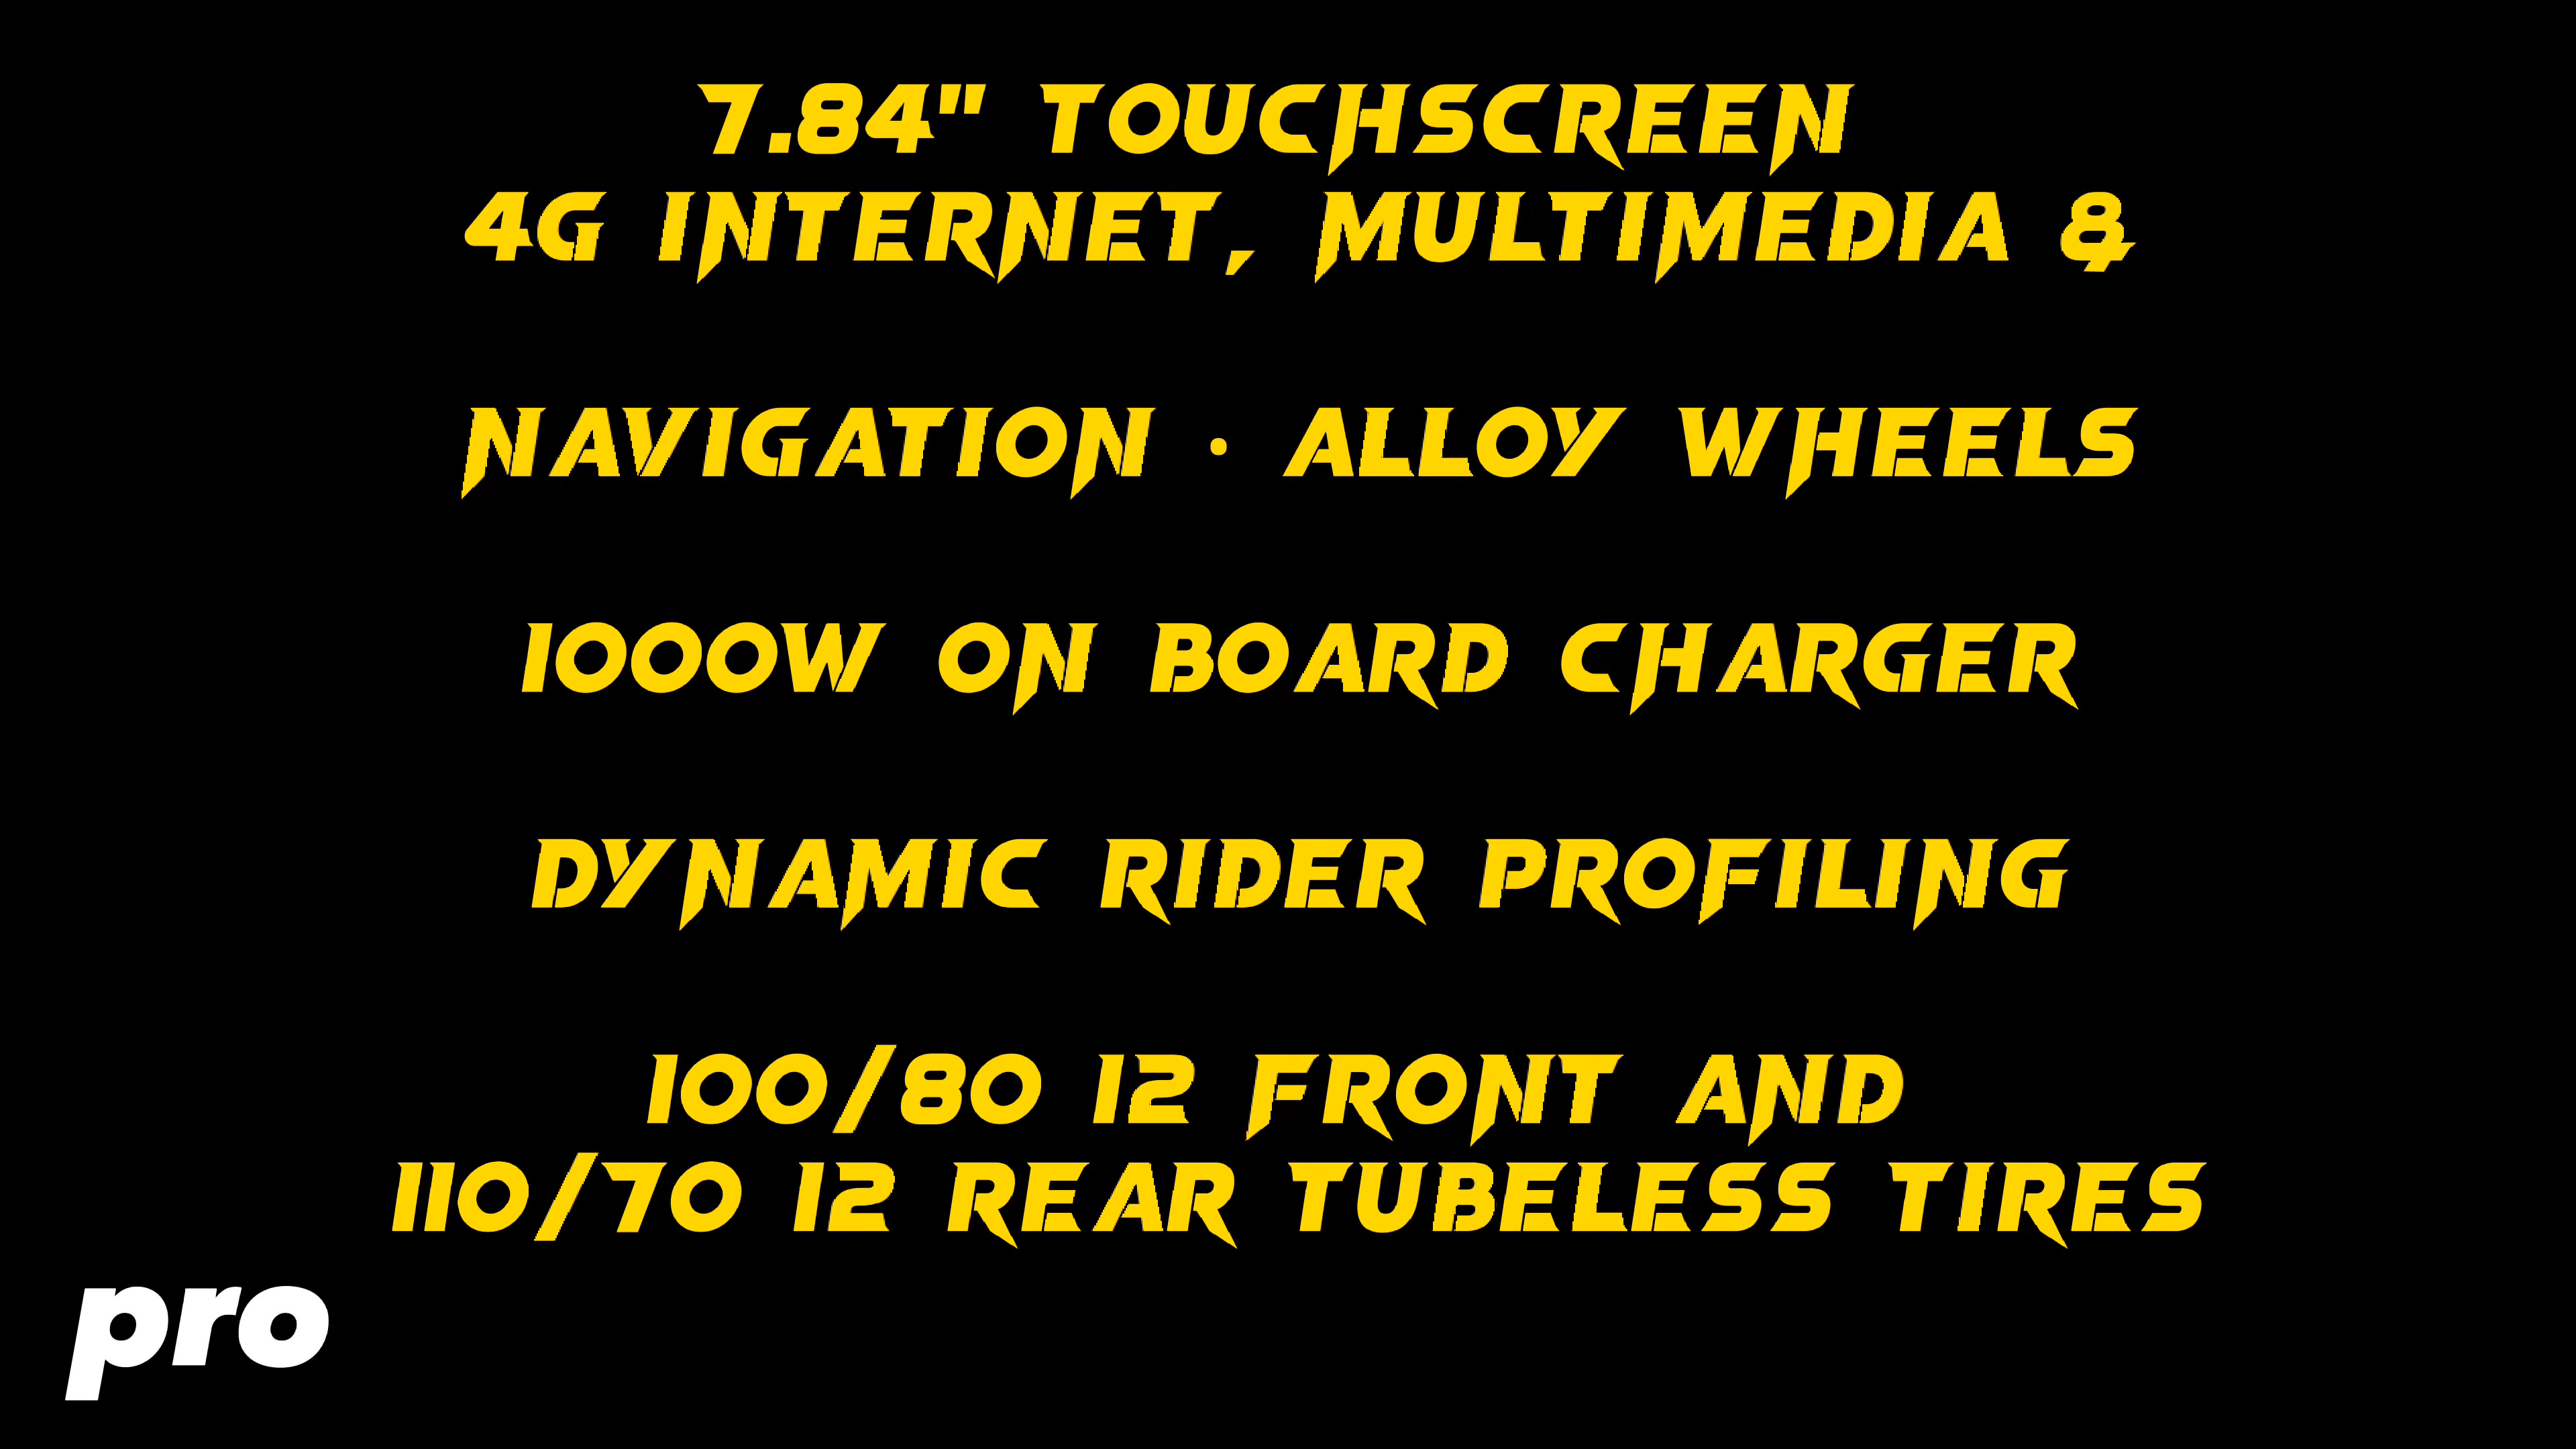 7.84" TOUCHSCREEN
4G INTERNET, MULTIMEDIA &
NAVIGATION · ALLOY WHEELS
1000W ON BOARD CHARGER
DYNAMIC RIDER PROFILING
100/80 12 FRONT AND
110/70 12 REAR TUBELESS TIRES
pro